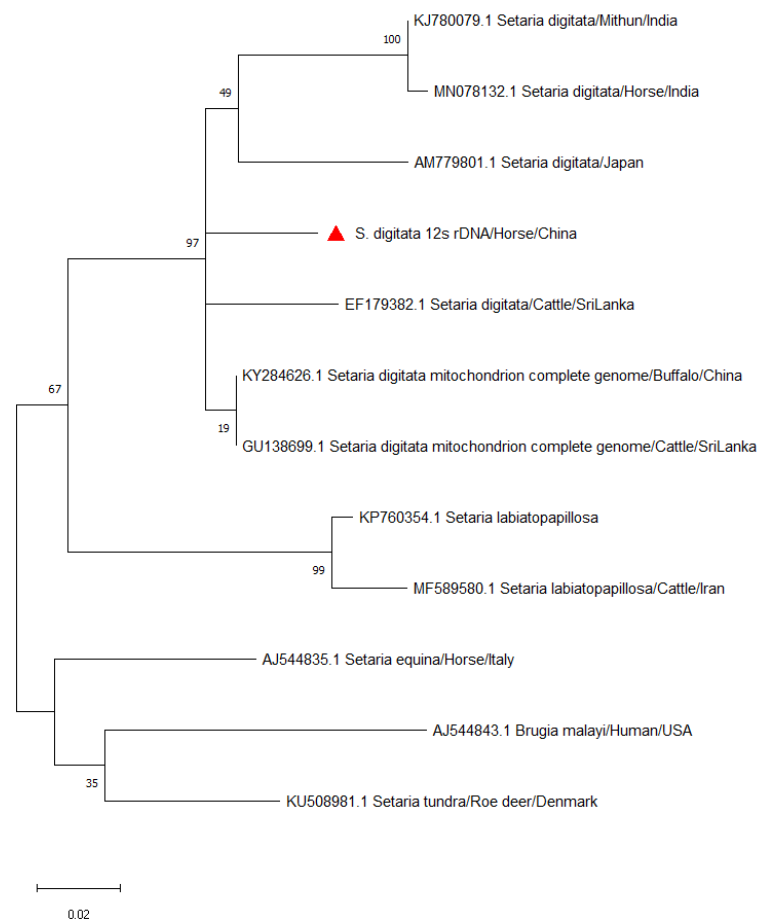 KJ780079.1 Setaria digitata/Mithun/India
100
MN078132.1 Setaria digitata/Horse/India
49
AM779801.1 Setaria digitata/Japan
S. digitata 12s rDNA/Horse/China
97
EF179382.1 Setaria digitata/Cattle/SriLanka
KY284626.1 Setaria digitata mitochondrion complete genome/Buffalo/China
67
19
GU138699.1 Setaria digitata mitochondrion complete genome/Cattle/SriLanka
KP760354.1 Setaria labiatopapillosa
99
MF589580.1 Setaria labiatopapillosa/Cattle/Iran
AJ544835.1 Setaria equina/Horse/Italy
AJ544843.1 Brugia malayi/Human/USA
35
KU508981.1 Setaria tundra/Roe deer/Denmark
0.02